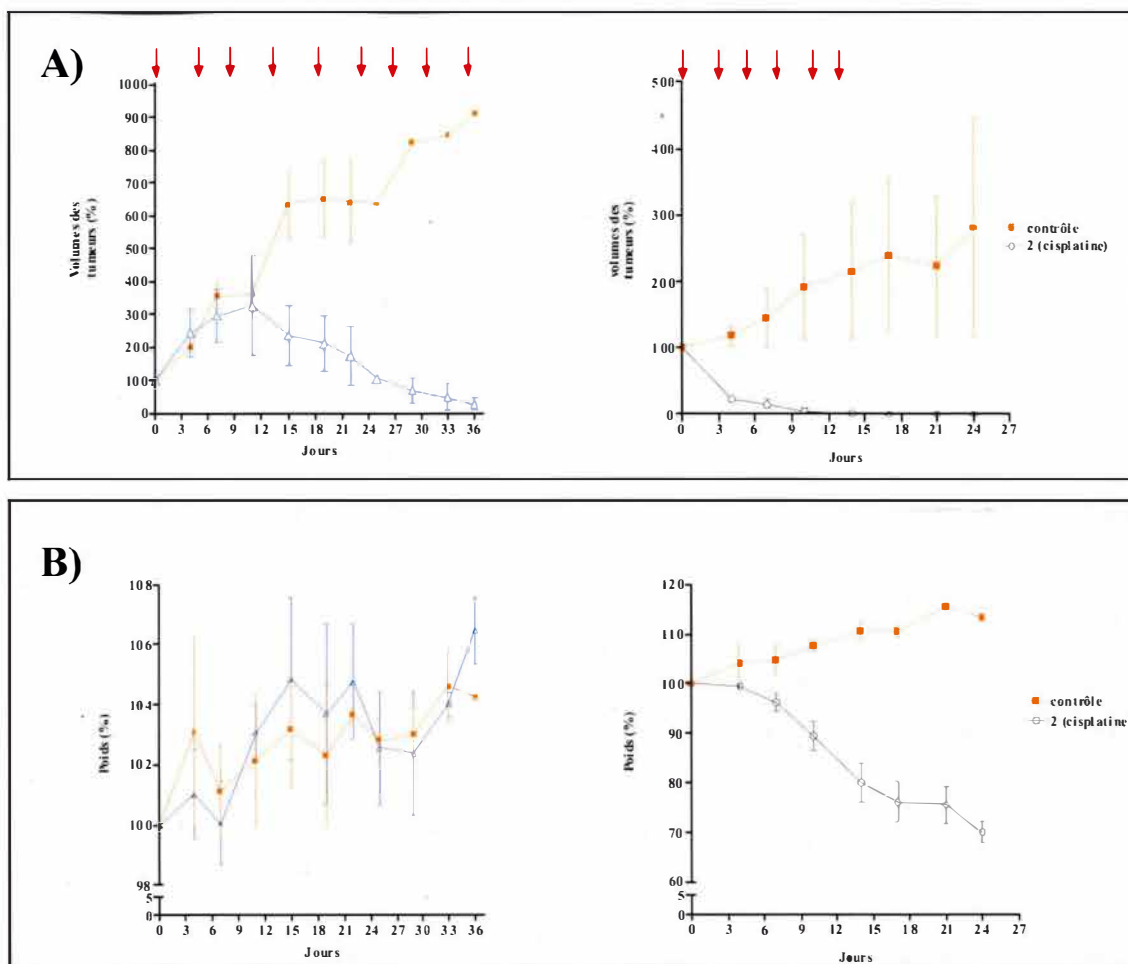 A)
1000
900
800
700
600
500
400
300
200
100
0
Volumes des
tumeurs (%)
0 3 6 9 12 15 18 21 24 27 30 33 36
Jours
500
400
300
200
100
0
volumes des
tumeurs (%)
0 3 6 9 12 15 18 21 24 27
Jours
contrôle
2 (cisplatine)
B)
108
106
104
102
100
98
5
0
Poids (%)
0 3 6 9 12 15 18 21 24 27 30 33 36
Jours
120
110
100
90
80
70
60
5
0
Poids (%)
0 3 6 9 12 15 18 21 24 27
Jours
contrôle
2 (cisplatine)